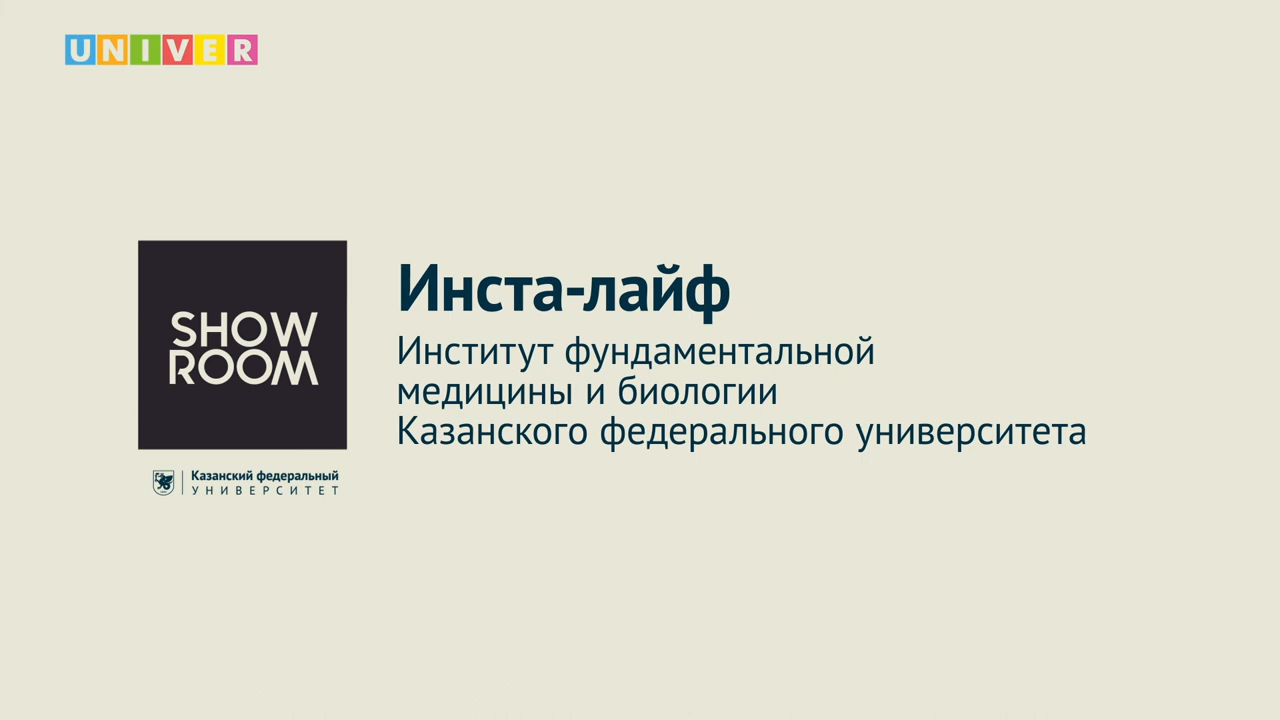 UNIVER
SHOW
ROOM
Инста-лайф
Институт фундаментальной
медицины и биологии
Казанского федерального университета
Казанский федеральный
УНИВЕРСИТЕТ